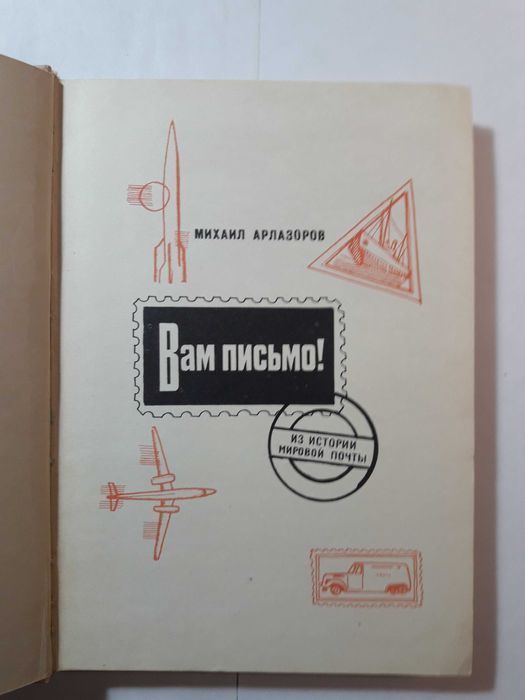 МИХАИЛ АРЛАЗОРОВ
Вам письмо!
ИЗ ИСТОРИИ
МИРОВОЙ ПОЧТЫ